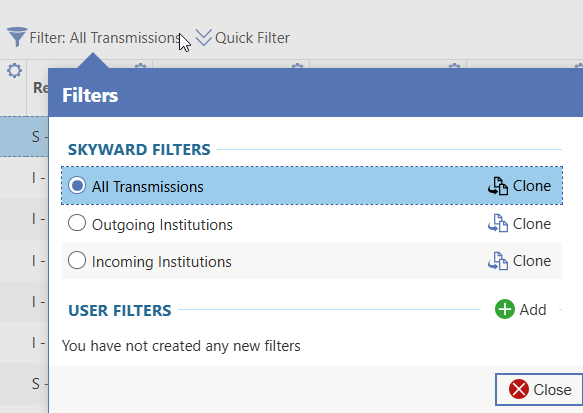 Filter: All Transmissions Quick Filter
Re
Filters
S -
SKYWARD FILTERS
I -
All Transmissions Clone
I -
Outgoing Institutions Clone
I -
Incoming Institutions Clone
I -
USER FILTERS Add
I -
You have not created any new filters
S -
Close